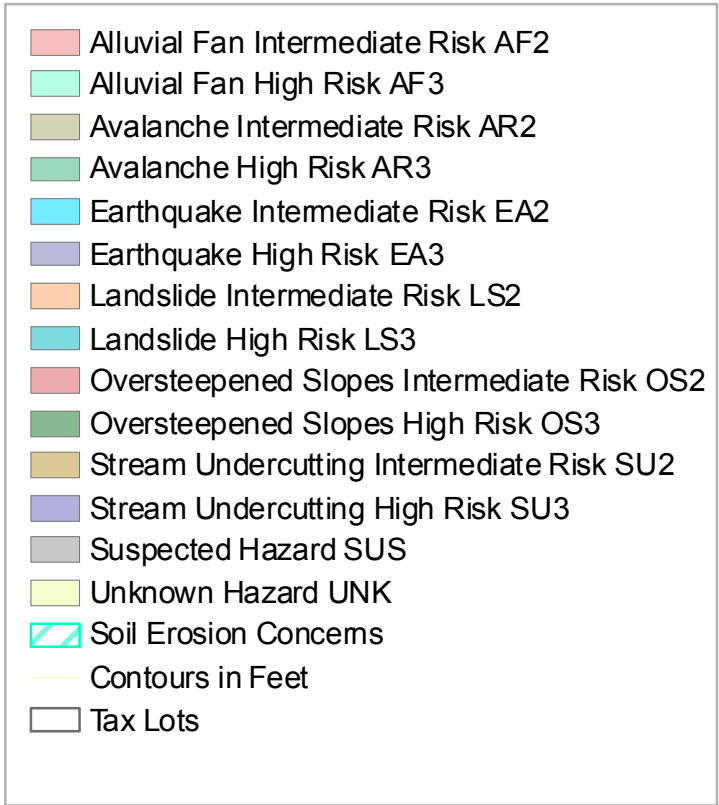 Alluvial Fan Intermediate Risk AF2
Alluvial Fan High Risk AF3
Avalanche Intermediate Risk AR2
Avalanche High Risk AR3
Earthquake Intermediate Risk EA2
Earthquake High Risk EA3
Landslide Intermediate Risk LS2
Landslide High Risk LS3
Oversteepened Slopes Intermediate Risk OS2
Oversteepened Slopes High Risk OS3
Stream Undercutting Intermediate Risk SU2
Stream Undercutting High Risk SU3
Suspected Hazard SUS
Unknown Hazard UNK
Soil Erosion Concerns
Contours in Feet
Tax Lots